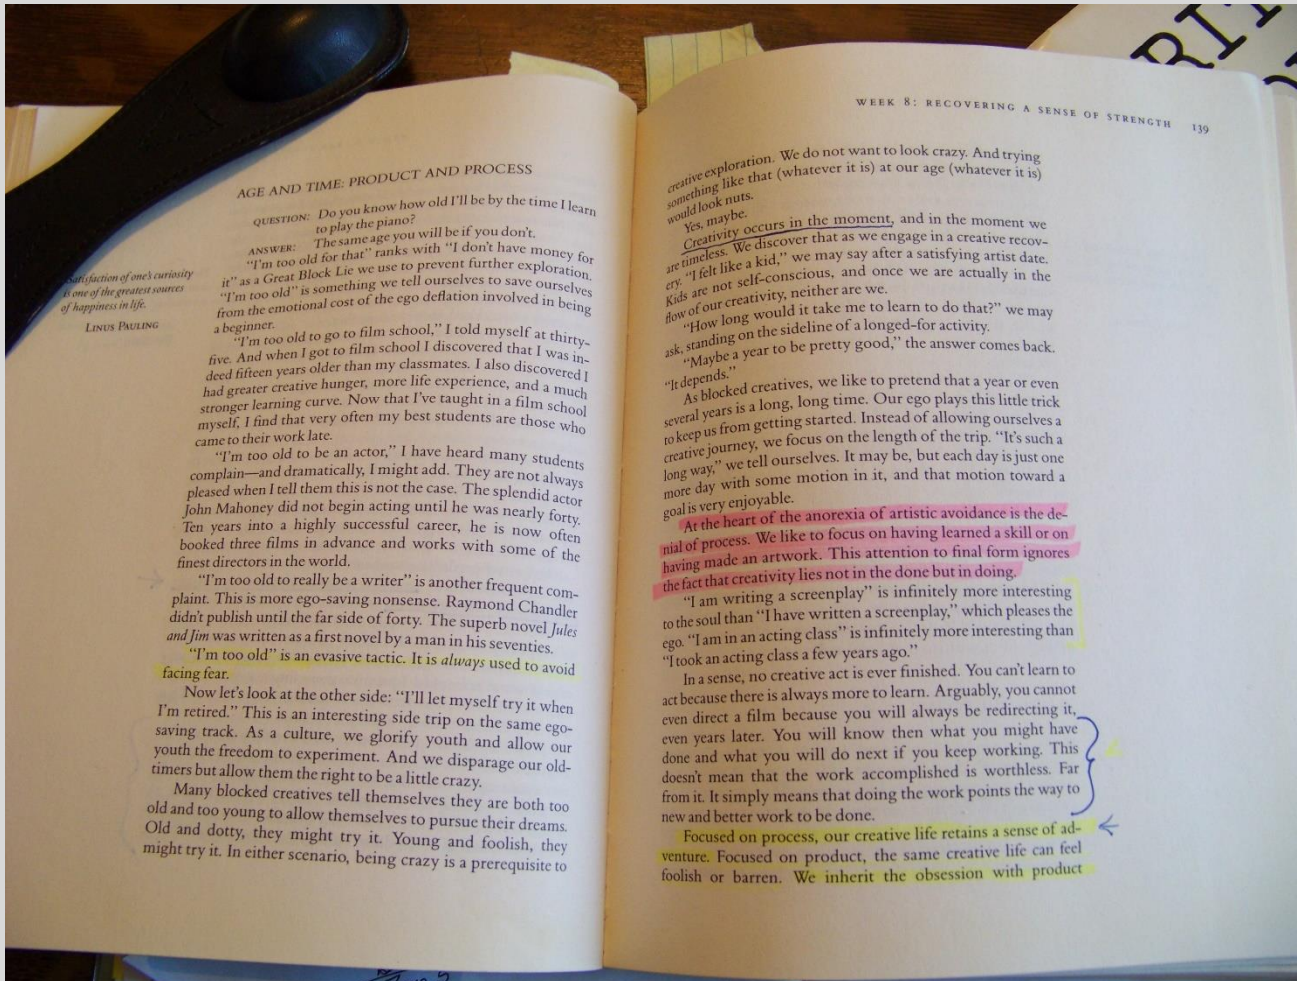 AGE AND TIME: PRODUCT AND PROCESS
QUESTION: Do you know how old I'll be by the time I learn
to play the piano?
ANSWER: The same age you will be if you don't.
"I'm too old for that" ranks with "I don't have money for
it" as a Great Block Lie we use to prevent further exploration.
"I'm too old" is something we tell ourselves to save ourselves
from the emotional cost of the ego deflation involved in being
a beginner.
"I'm too old to go to film school," I told myself at thirty-
five. And when I got to film school I discovered that I was in-
deed fifteen years older than my classmates. I also discovered I
had greater creative hunger, more life experience, and a much
stronger learning curve. Now that I've taught in a film school
myself, I find that very often my best students are those who
came to their work late.
"I'm too old to be an actor," I have heard many students
complain—and dramatically, I might add. They are not always
pleased when I tell them this is not the case. The splendid actor
John Mahoney did not begin acting until he was nearly forty.
Ten years into a highly successful career, he is now often
booked three films in advance and works with some of the
finest directors in the world.
"I'm too old to really be a writer" is another frequent com-
plaint. This is more ego-saving nonsense. Raymond Chandler
didn't publish until the far side of forty. The superb novel Jules
and Jim was written as a first novel by a man in his seventies.
"I'm too old" is an evasive tactic. It is always used to avoid
facing fear.
Now let's look at the other side: "I'll let myself try it when
I'm retired." This is an interesting side trip on the same ego-
saving track. As a culture, we glorify youth and allow our
youth the freedom to experiment. And we disparage our old-
timers but allow them the right to be a little crazy.
Many blocked creatives tell themselves they are both too
old and too young to allow themselves to pursue their dreams.
Old and dotty, they might try it. Young and foolish, they
might try it. In either scenario, being crazy is a prerequisite to
Satisfaction of one's curiosity
is one of the greatest sources
of happiness in life.
LINUS PAULING
WEEK 8: RECOVERING A SENSE OF STRENGTH 139
creative exploration. We do not want to look crazy. And trying
something like that (whatever it is) at our age (whatever it is)
would look nuts.
Yes, maybe.
Creativity occurs in the moment, and in the moment we
are timeless. We discover that as we engage in a creative recov-
ery. "I felt like a kid," we may say after a satisfying artist date.
Kids are not self-conscious, and once we are actually in the
flow of our creativity, neither are we.
"How long would it take me to learn to do that?" we may
ask, standing on the sideline of a longed-for activity.
"Maybe a year to be pretty good," the answer comes back.
"It depends."
As blocked creatives, we like to pretend that a year or even
several years is a long, long time. Our ego plays this little trick
to keep us from getting started. Instead of allowing ourselves a
creative journey, we focus on the length of the trip. "It's such a
long way," we tell ourselves. It may be, but each day is just one
more day with some motion in it, and that motion toward a
goal is very enjoyable.
At the heart of the anorexia of artistic avoidance is the de-
nial of process. We like to focus on having learned a skill or on
having made an artwork. This attention to final form ignores
the fact that creativity lies not in the done but in doing.
"I am writing a screenplay" is infinitely more interesting
to the soul than "I have written a screenplay," which pleases the
ego. "I am in an acting class" is infinitely more interesting than
"I took an acting class a few years ago."
In a sense, no creative act is ever finished. You can't learn to
act because there is always more to learn. Arguably, you cannot
even direct a film because you will always be redirecting it,
even years later. You will know then what you might have
done and what you will do next if you keep working. This
doesn't mean that the work accomplished is worthless. Far
from it. It simply means that doing the work points the way to
new and better work to be done.
Focused on process, our creative life retains a sense of ad-
venture. Focused on product, the same creative life can feel
foolish or barren. We inherit the obsession with product